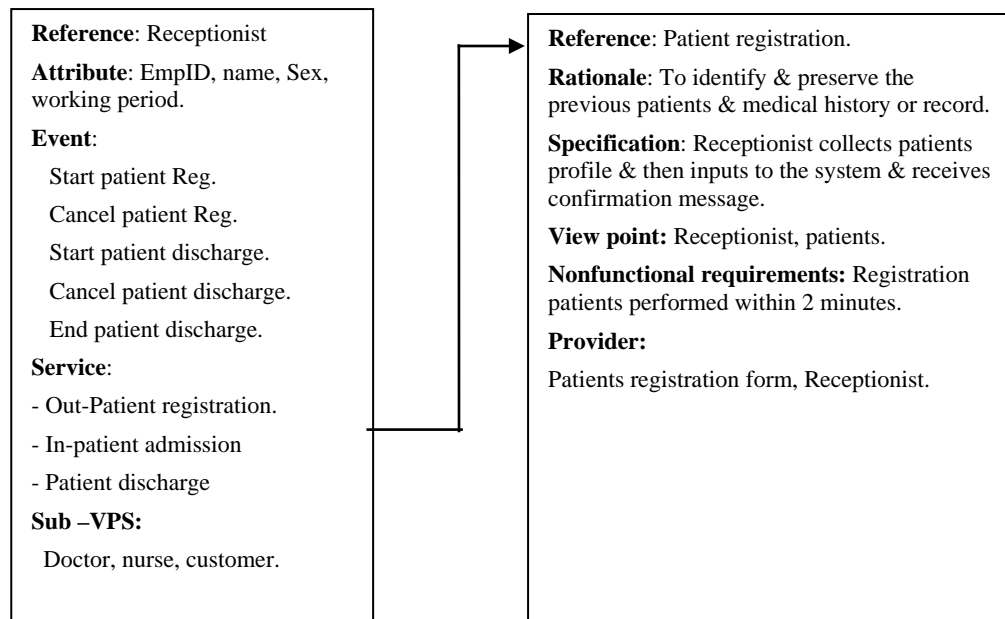 Reference: Receptionist
Attribute: EmpID, name, Sex,
working period.
Event:
Start patient Reg.
Cancel patient Reg.
Start patient discharge.
Cancel patient discharge.
End patient discharge.
Service:
- Out-Patient registration.
- In-patient admission
- Patient discharge
Sub –VPS:
Doctor, nurse, customer.
Reference: Patient registration.
Rationale: To identify & preserve the
previous patients & medical history or record.
Specification: Receptionist collects patients
profile & then inputs to the system & receives
confirmation message.
View point: Receptionist, patients.
Nonfunctional requirements: Registration
patients performed within 2 minutes.
Provider:
Patients registration form, Receptionist.